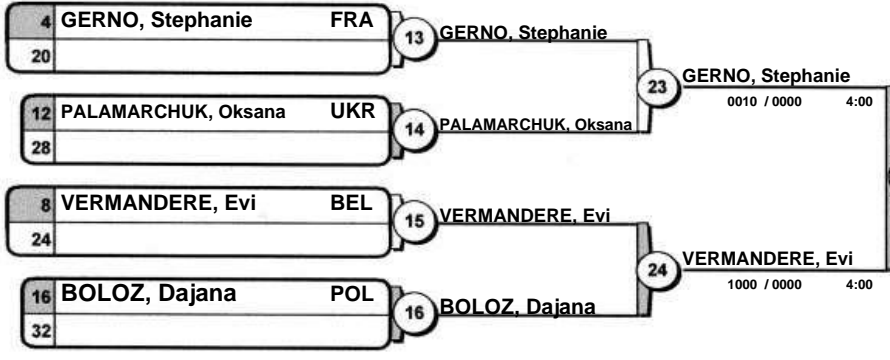 4 GERNO, Stephanie FRA
20
13
GERNO, Stephanie
12 PALAMARCHUK, Oksana UKR
28
14
PALAMARCHUK, Oksana
23
GERNO, Stephanie
0010 / 0000 4:00
8 VERMANDERE, Evi BEL
24
15
VERMANDERE, Evi
16 BOLOZ, Dajana POL
32
16
BOLOZ, Dajana
24
VERMANDERE, Evi
1000 / 0000 4:00